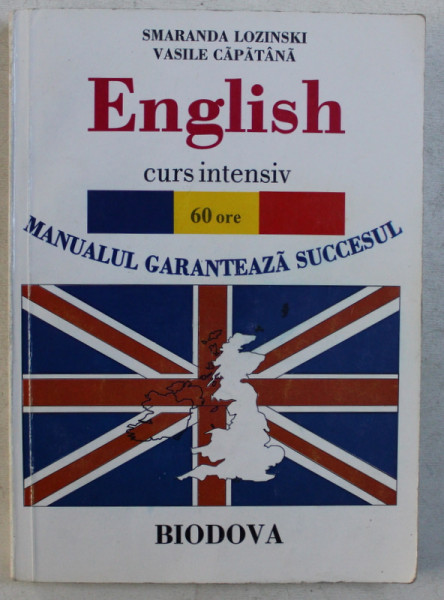 SMARANDA LOZINSKI
VASILE CĂPĂTÂNĂ
English
curs intensiv
60 ore
MANUALUL GARANTEAZĂ SUCCESUL
BIODOVA